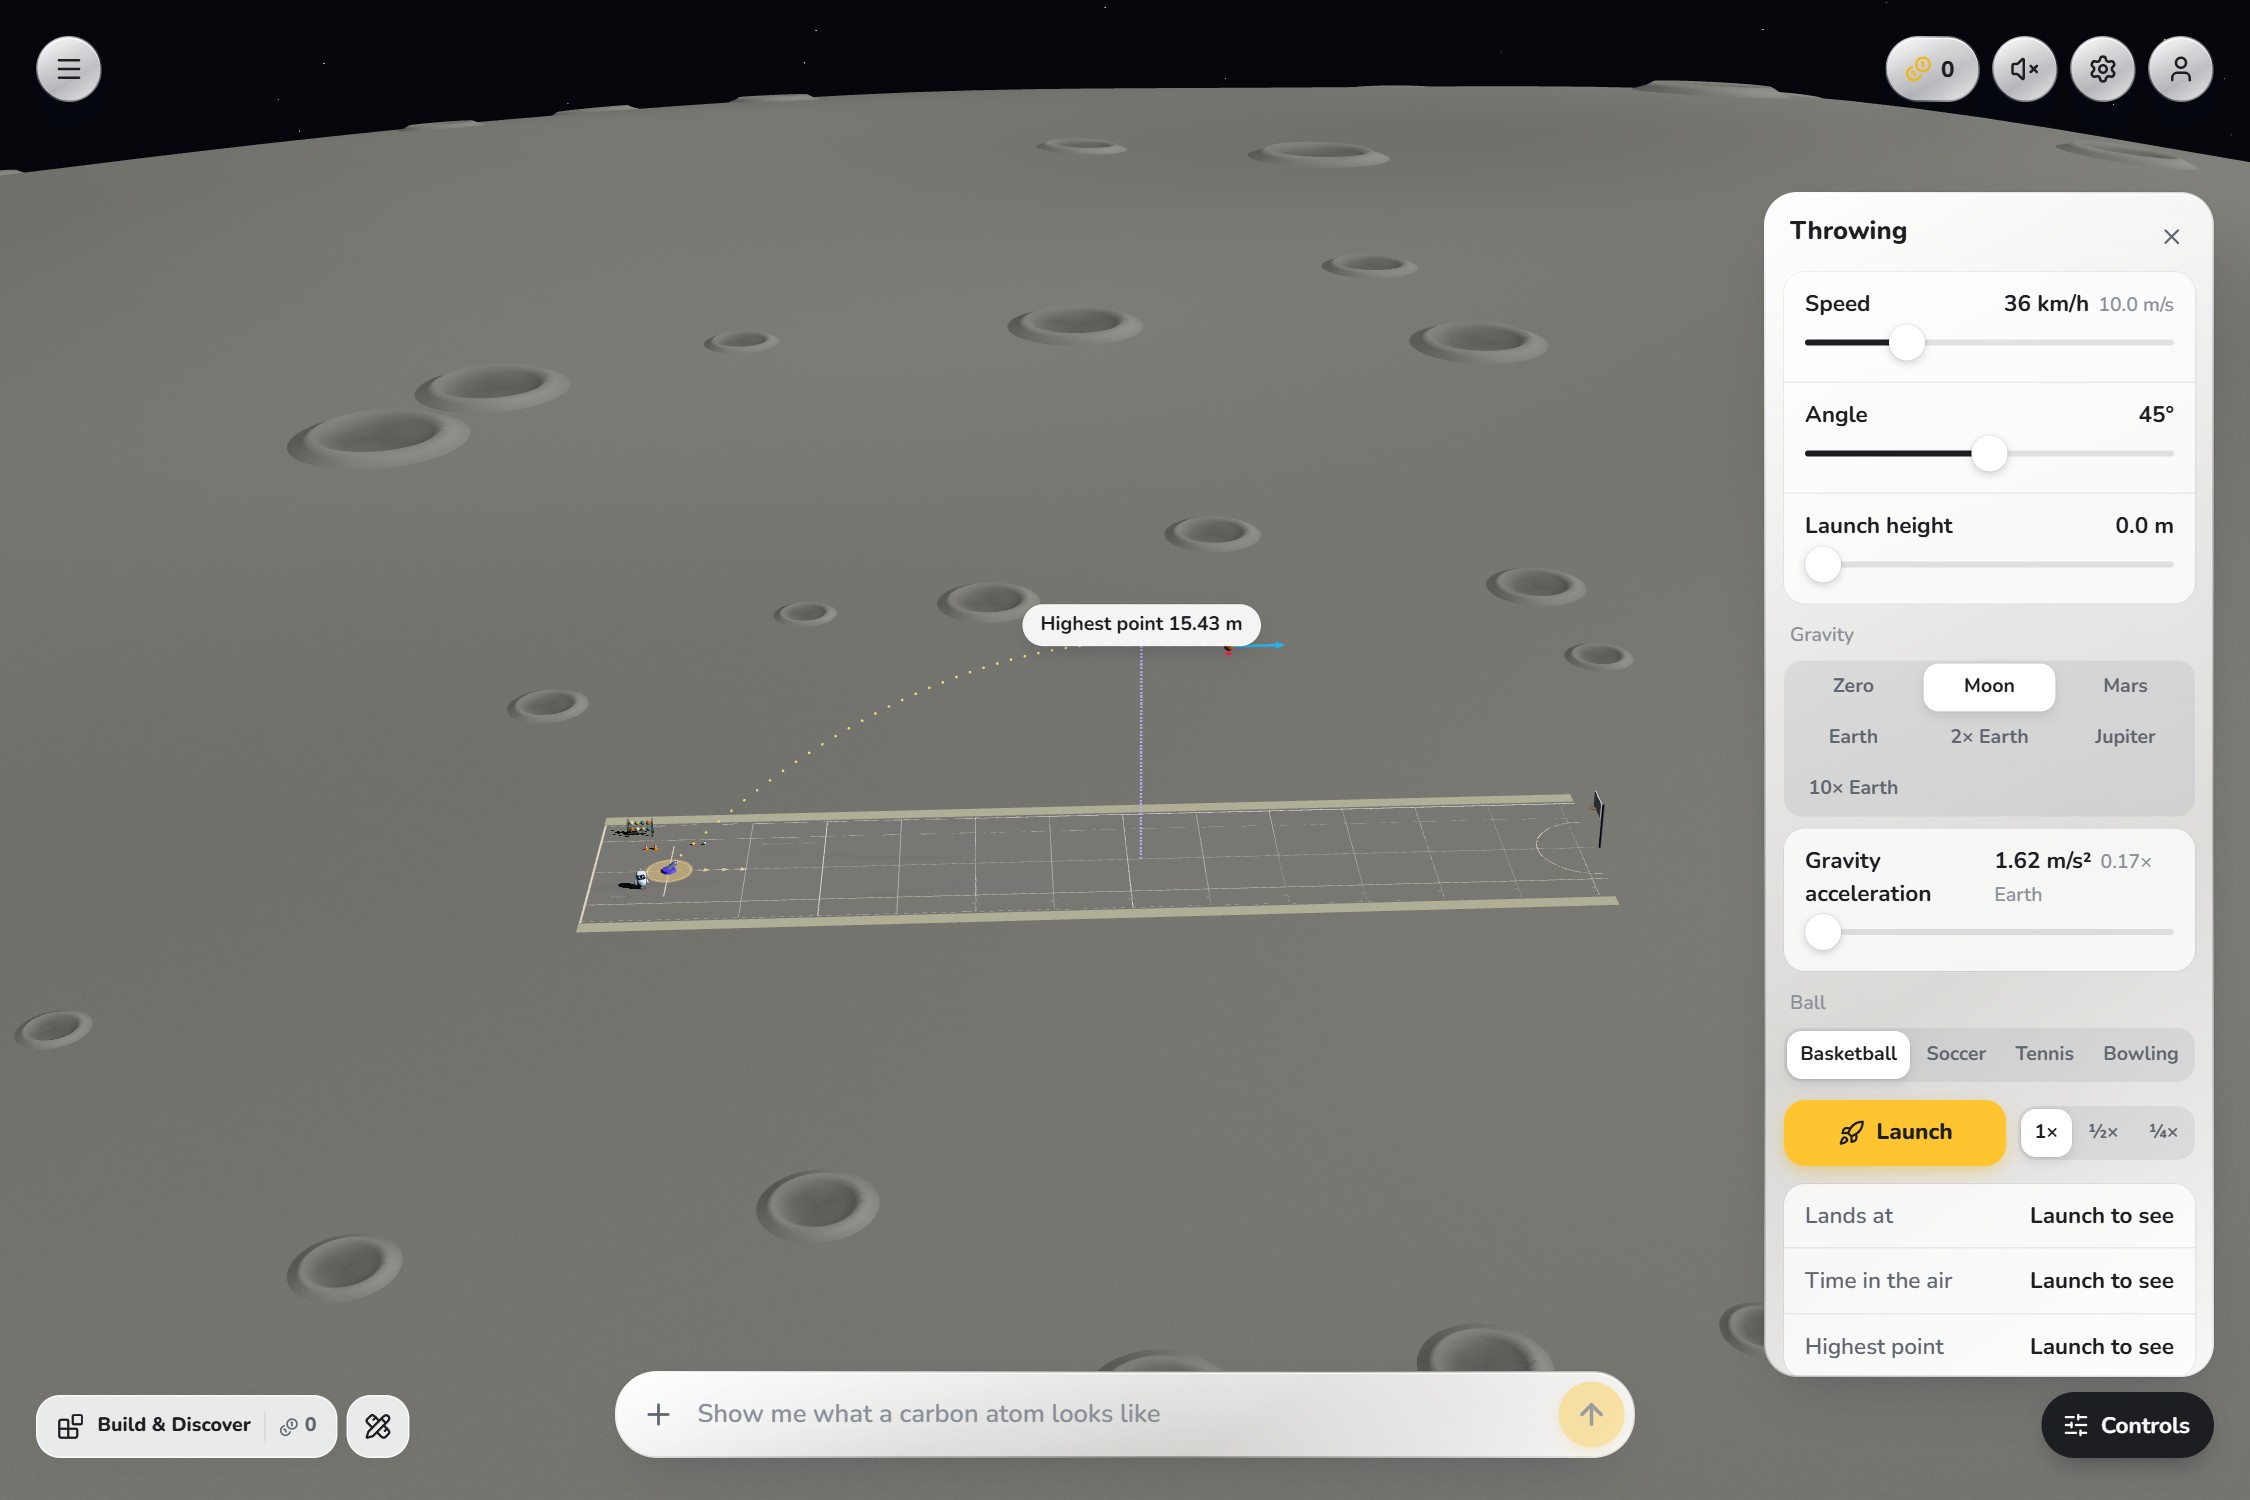 0
Throwing
Speed 36 km/h 10.0 m/s
Angle 45°
Launch height 0.0 m
Highest point 15.43 m
Gravity
Zero Moon Mars
Earth 2× Earth Jupiter
10× Earth
Gravity 1.62 m/s² 0.17×
acceleration Earth
Ball
Basketball Soccer Tennis Bowling
Launch 1× ½× ¼×
Lands at Launch to see
Time in the air Launch to see
Highest point Launch to see
Build & Discover 0
Show me what a carbon atom looks like
Controls